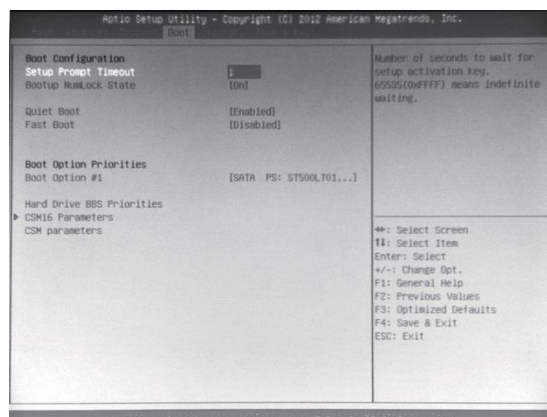 Aptio Setup Utility - Copyright (C) 2012 American Megatrends, Inc.
Boot
Boot Configuration
Setup Prompt Timeout 1
Bootup NumLock State [On]
Quiet Boot [Enabled]
Fast Boot [Disabled]
Boot Option Priorities
Boot Option #1 [SATA PS: ST500LT01...]
Hard Drive BBS Priorities
CSM16 Parameters
CSM parameters
Number of seconds to wait for
setup activation key.
65535(0xFFFF) means indefinite
waiting.
: Select Screen
: Select Item
Enter: Select
+/-: Change Opt.
F1: General Help
F2: Previous Values
F3: Optimized Defaults
F4: Save & Exit
ESC: Exit